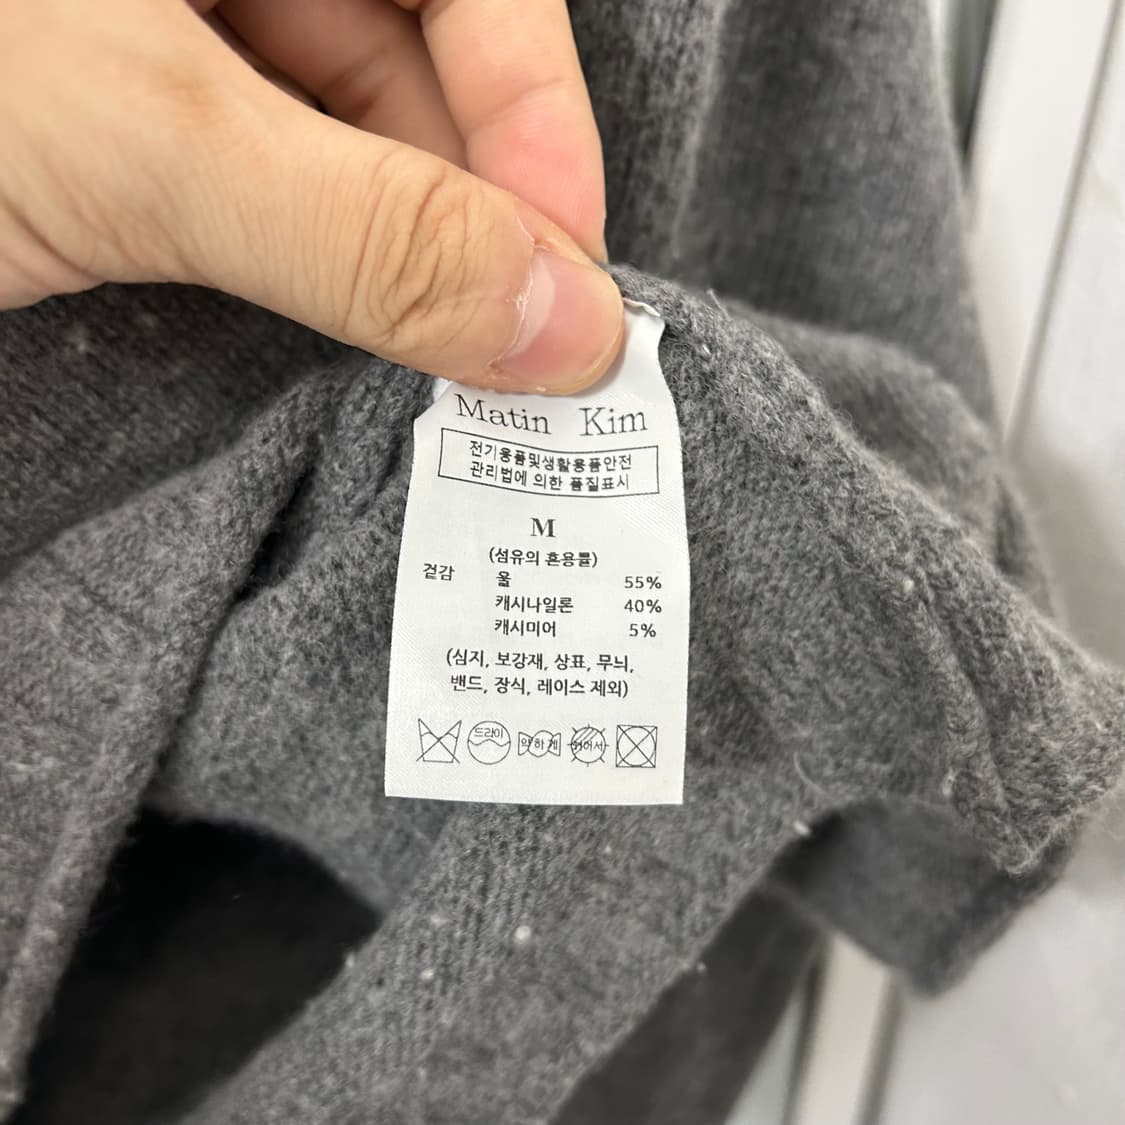 Matin Kim
전기용품및생활용품안전
관리법에 의한 품질표시
M
(섬유의 혼용률)
겉감 울 55%
캐시나일론 40%
캐시미어 5%
(심지, 보강재, 상표, 무늬,
밴드, 장식, 레이스 제외)
드라이 약하게 뉘어서